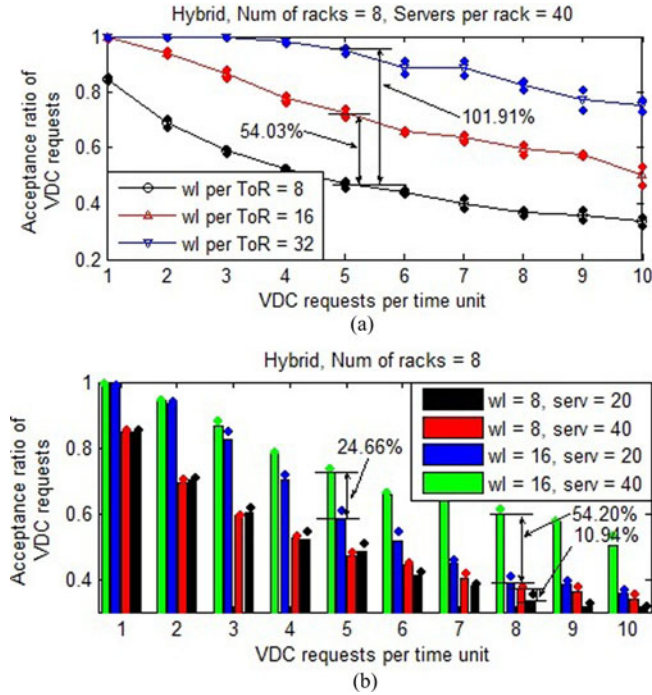 Hybrid, Num of racks = 8, Servers per rack = 40
Acceptance ratio of
VDC requests
1
0.8
0.6
0.4
0.2
101.91%
54.03%
wl per ToR = 8
wl per ToR = 16
wl per ToR = 32
1 2 3 4 5 6 7 8 9 10
VDC requests per time unit
(a)
Hybrid, Num of racks = 8
Acceptance ratio of
VDC requests
1
0.8
0.6
0.4
wl = 8, serv = 20
wl = 8, serv = 40
wl = 16, serv = 20
wl = 16, serv = 40
24.66%
54.20%
10.94%
1 2 3 4 5 6 7 8 9 10
VDC requests per time unit
(b)